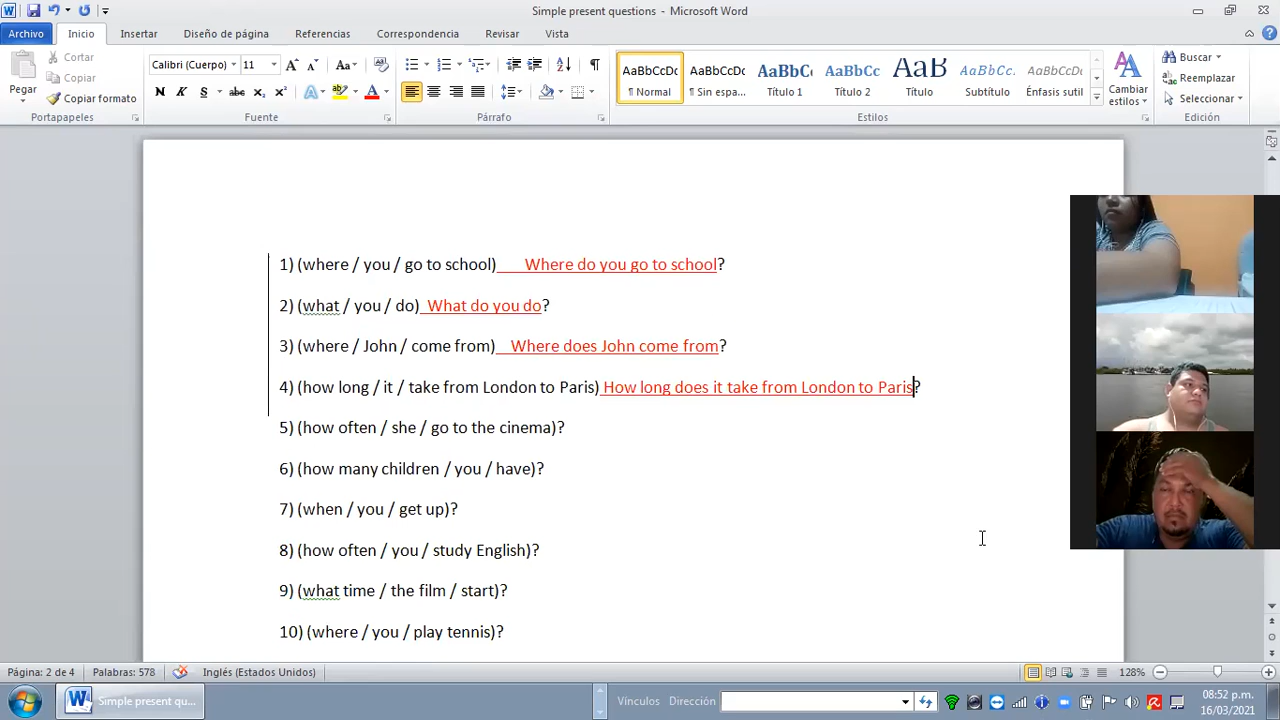 Simple present questions - Microsoft Word
Archivo Inicio Insertar Diseño de página Referencias Correspondencia Revisar Vista
Pegar
Cortar
Copiar
Copiar formato
Portapapeles
Calibri (Cuerpo) 11
N K S abc x₂ x²
Fuente
Párrafo
AaBbCcDc AaBbCcDc AaBbC AaBbCc AaB AaBbCc. AaBbCcDc
¶ Normal ¶ Sin espa... Título 1 Título 2 Título Subtítulo Énfasis sutil
Cambiar estilos
Estilos
Buscar
Reemplazar
Seleccionar
Edición
1) (where / you / go to school)__ Where do you go to school?
2) (what / you / do)_What do you do?
3) (where / John / come from)__Where does John come from?
4) (how long / it / take from London to Paris) How long does it take from London to Paris?
5) (how often / she / go to the cinema)?
6) (how many children / you / have)?
7) (when / you / get up)?
8) (how often / you / study English)?
9) (what time / the film / start)?
10) (where / you / play tennis)?
Página: 2 de 4 Palabras: 578 Inglés (Estados Unidos) 128%
Simple present qu... Vínculos Dirección 08:52 p.m.
16/03/2021